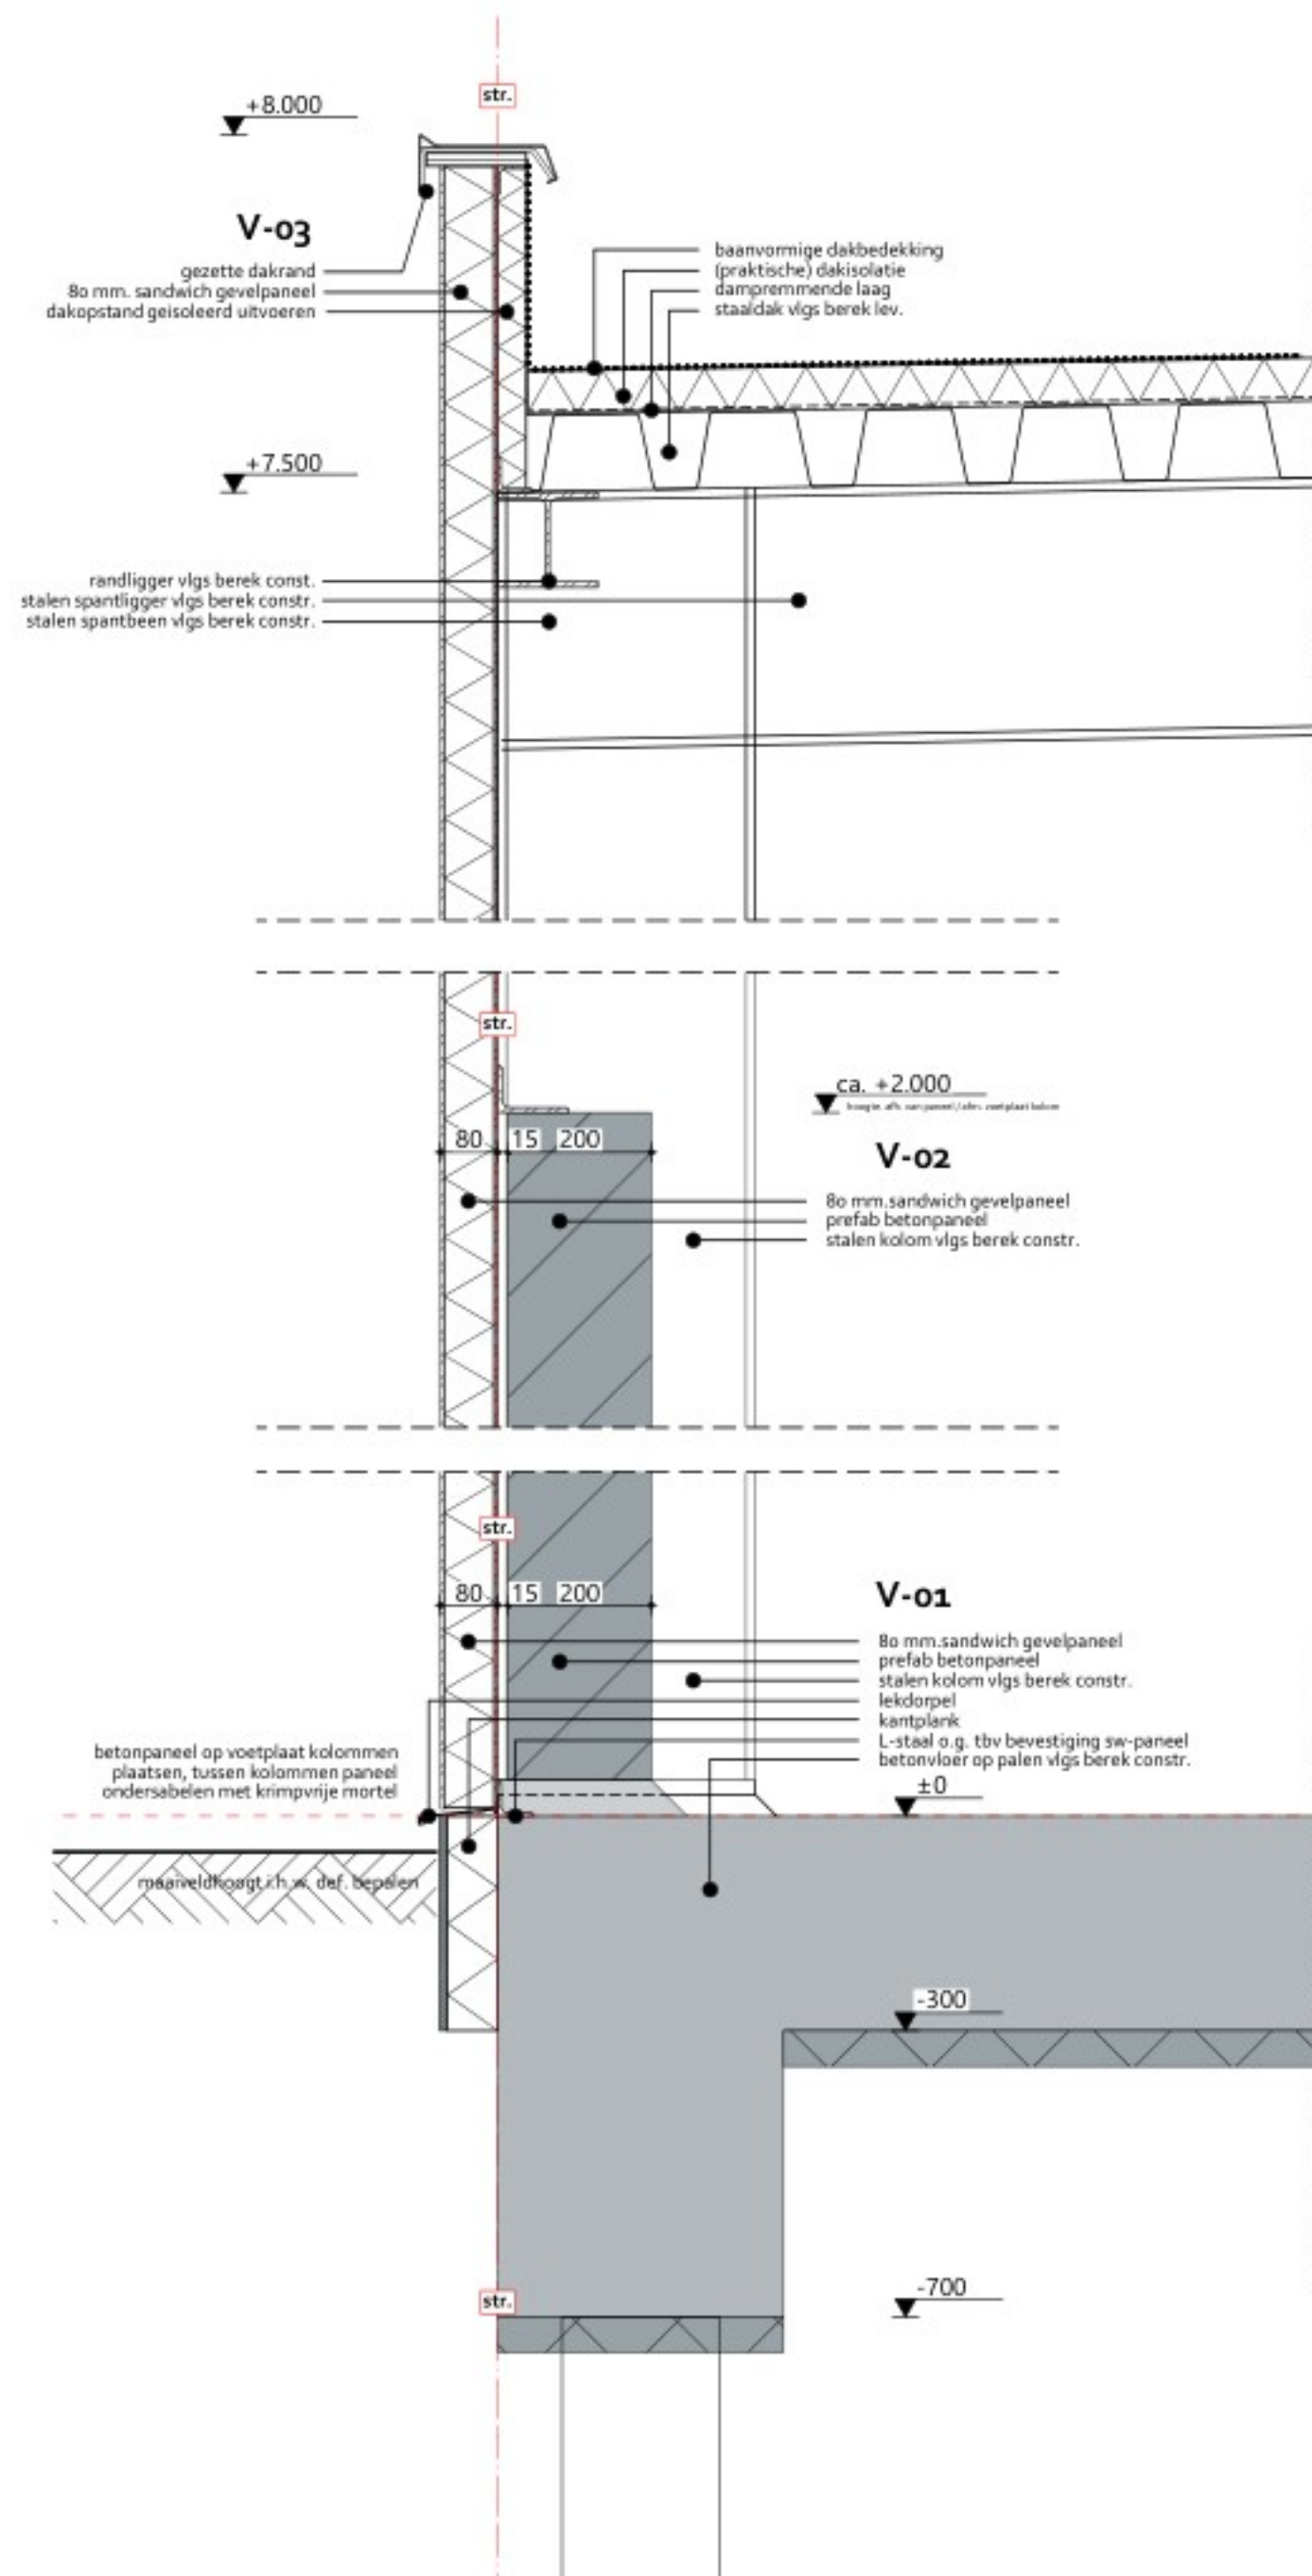 str.
+8.000
V-03
gezette dakrand
80 mm. sandwich gevelpaneel
dakopstand geisoleerd uitvoeren
baanvormige dakbedekking
(praktische) dakisolatie
dampremmende laag
staaldak vlgs berek lev.
+7.500
randligger vlgs berek const.
stalen spantligger vlgs berek constr.
stalen spantbeen vlgs berek constr.
str.
ca. +2.000
80 15 200
V-02
80 mm.sandwich gevelpaneel
prefab betonpaneel
stalen kolom vlgs berek constr.
str.
80 15 200
V-01
80 mm.sandwich gevelpaneel
prefab betonpaneel
stalen kolom vlgs berek constr.
lekdorpel
kantplank
L-staal o.g. tbv bevestiging sw-paneel
betonvloer op palen vlgs berek constr.
betonpaneel op voetplaat kolommen
plaatsen, tussen kolommen paneel
ondersabelen met krimpvrije mortel
±0
maaiveldhoogt i.h.w. def. bepalen
-300
-700
str.